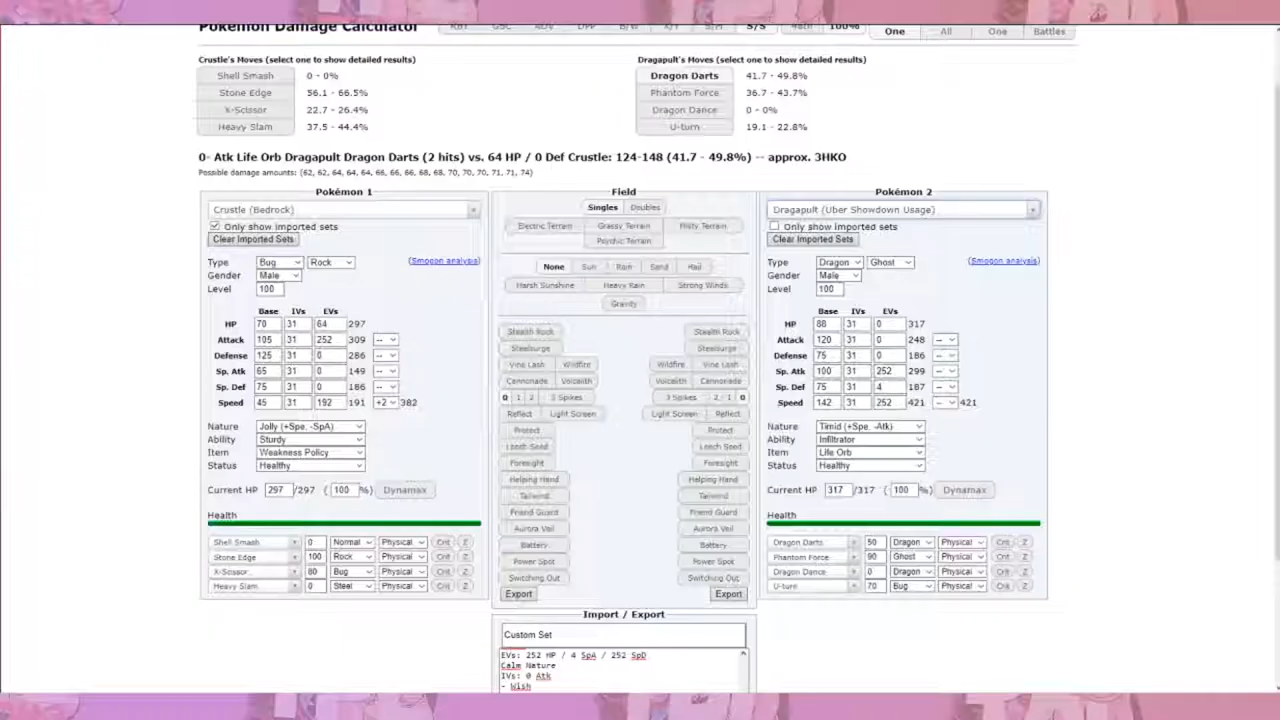 Pokémon Damage Calculator RBY GSC ADV DPP B/W X/Y S/M S/S 48th 100% One All One Battles
Crustle's Moves (select one to show detailed results) Dragapult's Moves (select one to show detailed results)
Shell Smash 0 - 0% Dragon Darts 41.7 - 49.8%
Stone Edge 56.1 - 66.5% Phantom Force 36.7 - 43.7%
X-Scissor 22.7 - 26.4% Dragon Dance 0 - 0%
Heavy Slam 37.5 - 44.4% U-turn 19.1 - 22.8%
0- Atk Life Orb Dragapult Dragon Darts (2 hits) vs. 64 HP / 0 Def Crustle: 124-148 (41.7 - 49.8%) -- approx. 3HKO
Possible damage amounts: (62, 62, 64, 64, 64, 66, 66, 66, 68, 68, 70, 70, 70, 71, 71, 74)
Pokémon 1
Crustle (Bedrock)
Only show imported sets
Clear Imported Sets
Type Bug Rock (Smogon analysis)
Gender Male
Level 100
Base IVs EVs
HP 70 31 64 297
Attack 105 31 252 309 --
Defense 125 31 0 286 --
Sp. Atk 65 31 0 149 --
Sp. Def 75 31 0 186 --
Speed 45 31 192 191 +2 382
Nature Jolly (+Spe, -SpA)
Ability Sturdy
Item Weakness Policy
Status Healthy
Current HP 297 /297 ( 100 %) Dynamax
Health
Shell Smash 0 Normal Physical Crit Z
Stone Edge 100 Rock Physical Crit Z
X-Scissor 80 Bug Physical Crit Z
Heavy Slam 0 Steel Physical Crit Z
Field
Singles Doubles
Electric Terrain Grassy Terrain Misty Terrain
Psychic Terrain
None Sun Rain Sand Hail
Harsh Sunshine Heavy Rain Strong Winds
Gravity
Stealth Rock Stealth Rock
Steelsurge Steelsurge
Vine Lash Wildfire Wildfire Vine Lash
Cannonade Volcalith Volcalith Cannonade
0 1 2 3 Spikes 3 Spikes 2 1 0
Reflect Light Screen Light Screen Reflect
Protect Protect
Leech Seed Leech Seed
Foresight Foresight
Helping Hand Helping Hand
Tailwind Tailwind
Friend Guard Friend Guard
Aurora Veil Aurora Veil
Battery Battery
Power Spot Power Spot
Switching Out Switching Out
Export Export
Pokémon 2
Dragapult (Uber Showdown Usage)
Only show imported sets
Clear Imported Sets
Type Dragon Ghost (Smogon analysis)
Gender Male
Level 100
Base IVs EVs
HP 88 31 0 317
Attack 120 31 0 248 --
Defense 75 31 0 186 --
Sp. Atk 100 31 252 299 --
Sp. Def 75 31 4 187 --
Speed 142 31 252 421 -- 421
Nature Timid (+Spe, -Atk)
Ability Infiltrator
Item Life Orb
Status Healthy
Current HP 317 /317 ( 100 %) Dynamax
Health
Dragon Darts 50 Dragon Physical Crit Z
Phantom Force 90 Ghost Physical Crit Z
Dragon Dance 0 Dragon Physical Crit Z
U-turn 70 Bug Physical Crit Z
Import / Export
Custom Set
EVs: 252 HP / 4 SpA / 252 SpD
Calm Nature
IVs: 0 Atk
- Wish